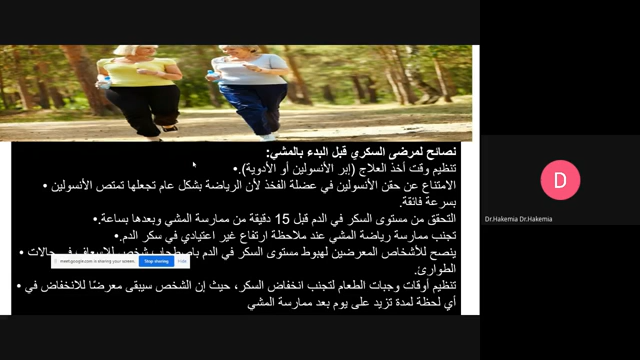 نصائح لمرضى السكري قبل البدء بالمشي:
تنظيم وقت أخذ العلاج (إبر الأنسولين أو الأدوية).•
الامتناع عن حقن الأنسولين في عضلة الفخذ لأن الرياضة بشكل عام تجعلها تمتص الأنسولين •
بسرعة فائقة.
التحقق من مستوى السكر في الدم قبل 15 دقيقة من ممارسة المشي وبعدها بساعة.•
تجنب ممارسة رياضة المشي عند ملاحظة ارتفاع غير اعتيادي في سكر الدم.•
ينصح للأشخاص المعرضين لهبوط مستوى السكر في الدم في حالات •
الطوارئ.
تنظيم أوقات وجبات الطعام لتجنب انخفاض السكر، حيث إن الشخص سيبقى معرضًا للانخفاض في •
أي لحظة لمدة تزيد على يوم بعد ممارسة المشي
meet.google.com is sharing your screen.
Stop sharing
Hide
D
Dr.Hakemia Dr.Hakemia